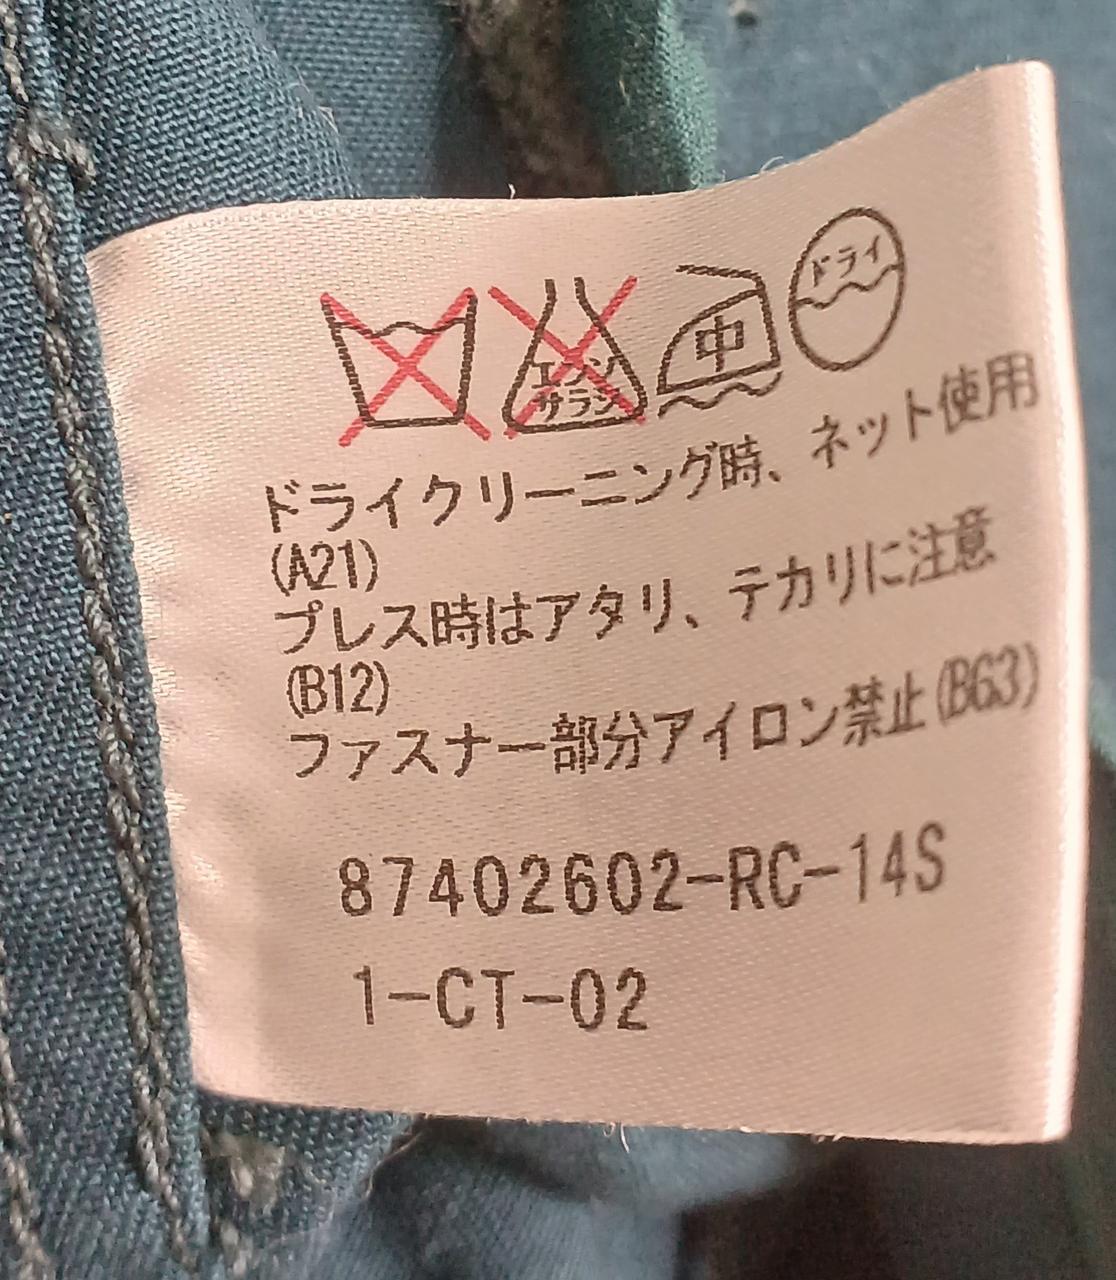 エンソ
サラシ
中
ドライ
ドライクリーニング時、ネット使用
(A21)
プレス時はアタリ、テカリに注意
(B12)
ファスナー部分アイロン禁止(BG3)
87402602-RC-14S
1-CT-02